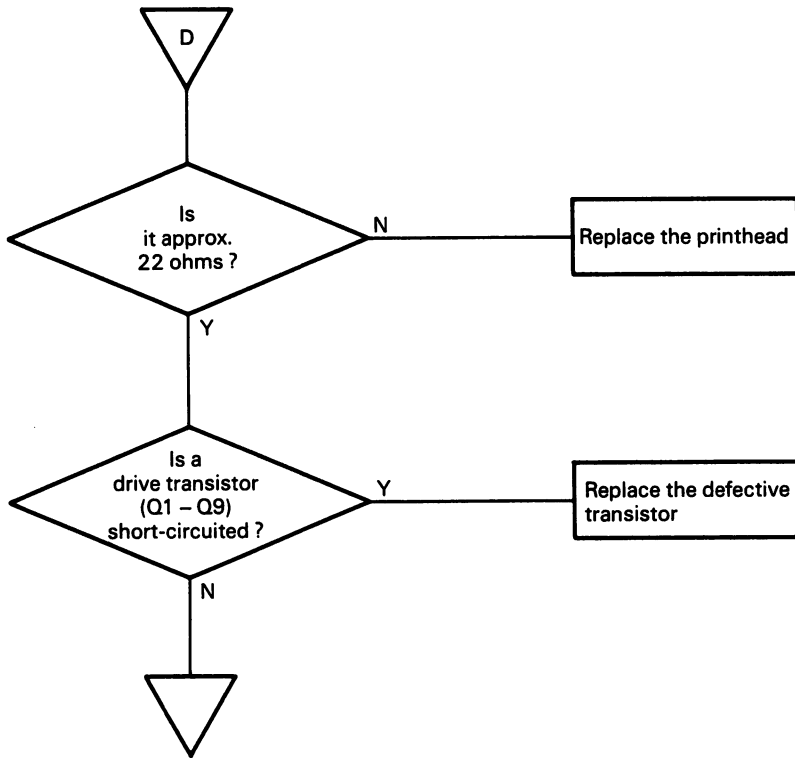 D
Is
it approx.
22 ohms ?
N
Replace the printhead
Y
Is a
drive transistor
(Q1 – Q9)
short-circuited ?
Y
Replace the defective
transistor
N